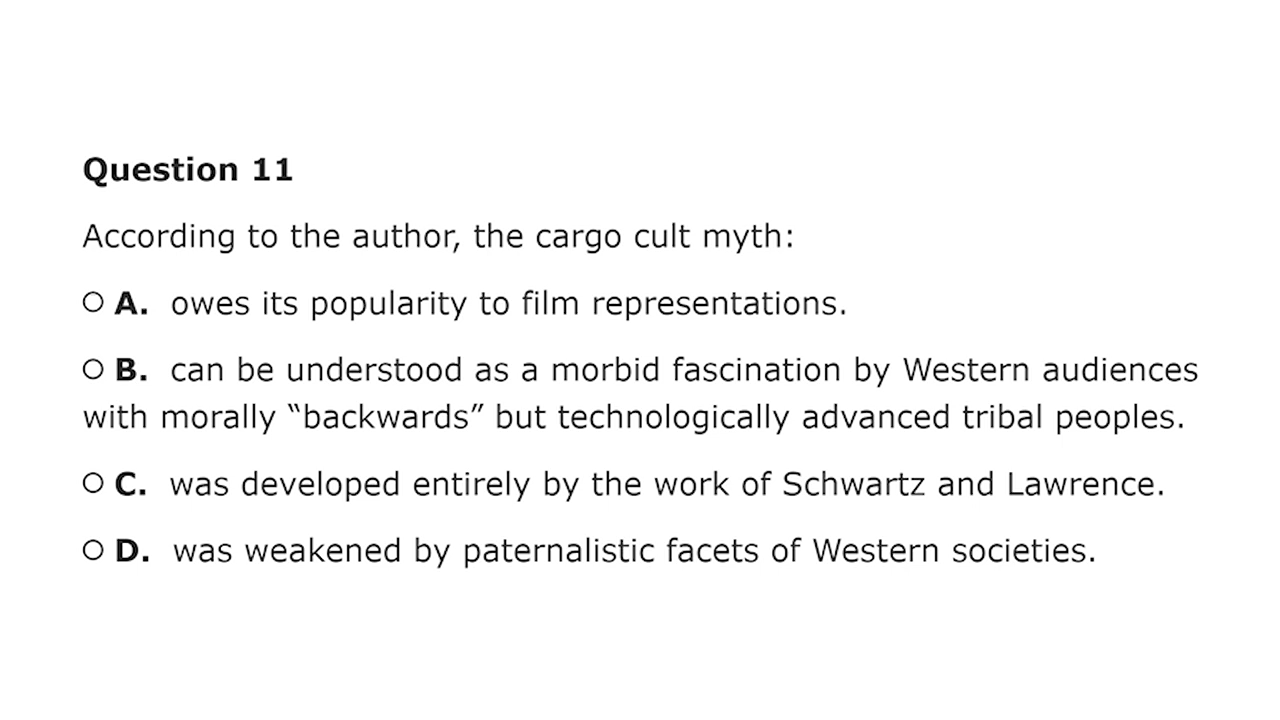 Question 11
According to the author, the cargo cult myth:
A. owes its popularity to film representations.
B. can be understood as a morbid fascination by Western audiences
with morally “backwards” but technologically advanced tribal peoples.
C. was developed entirely by the work of Schwartz and Lawrence.
D. was weakened by paternalistic facets of Western societies.